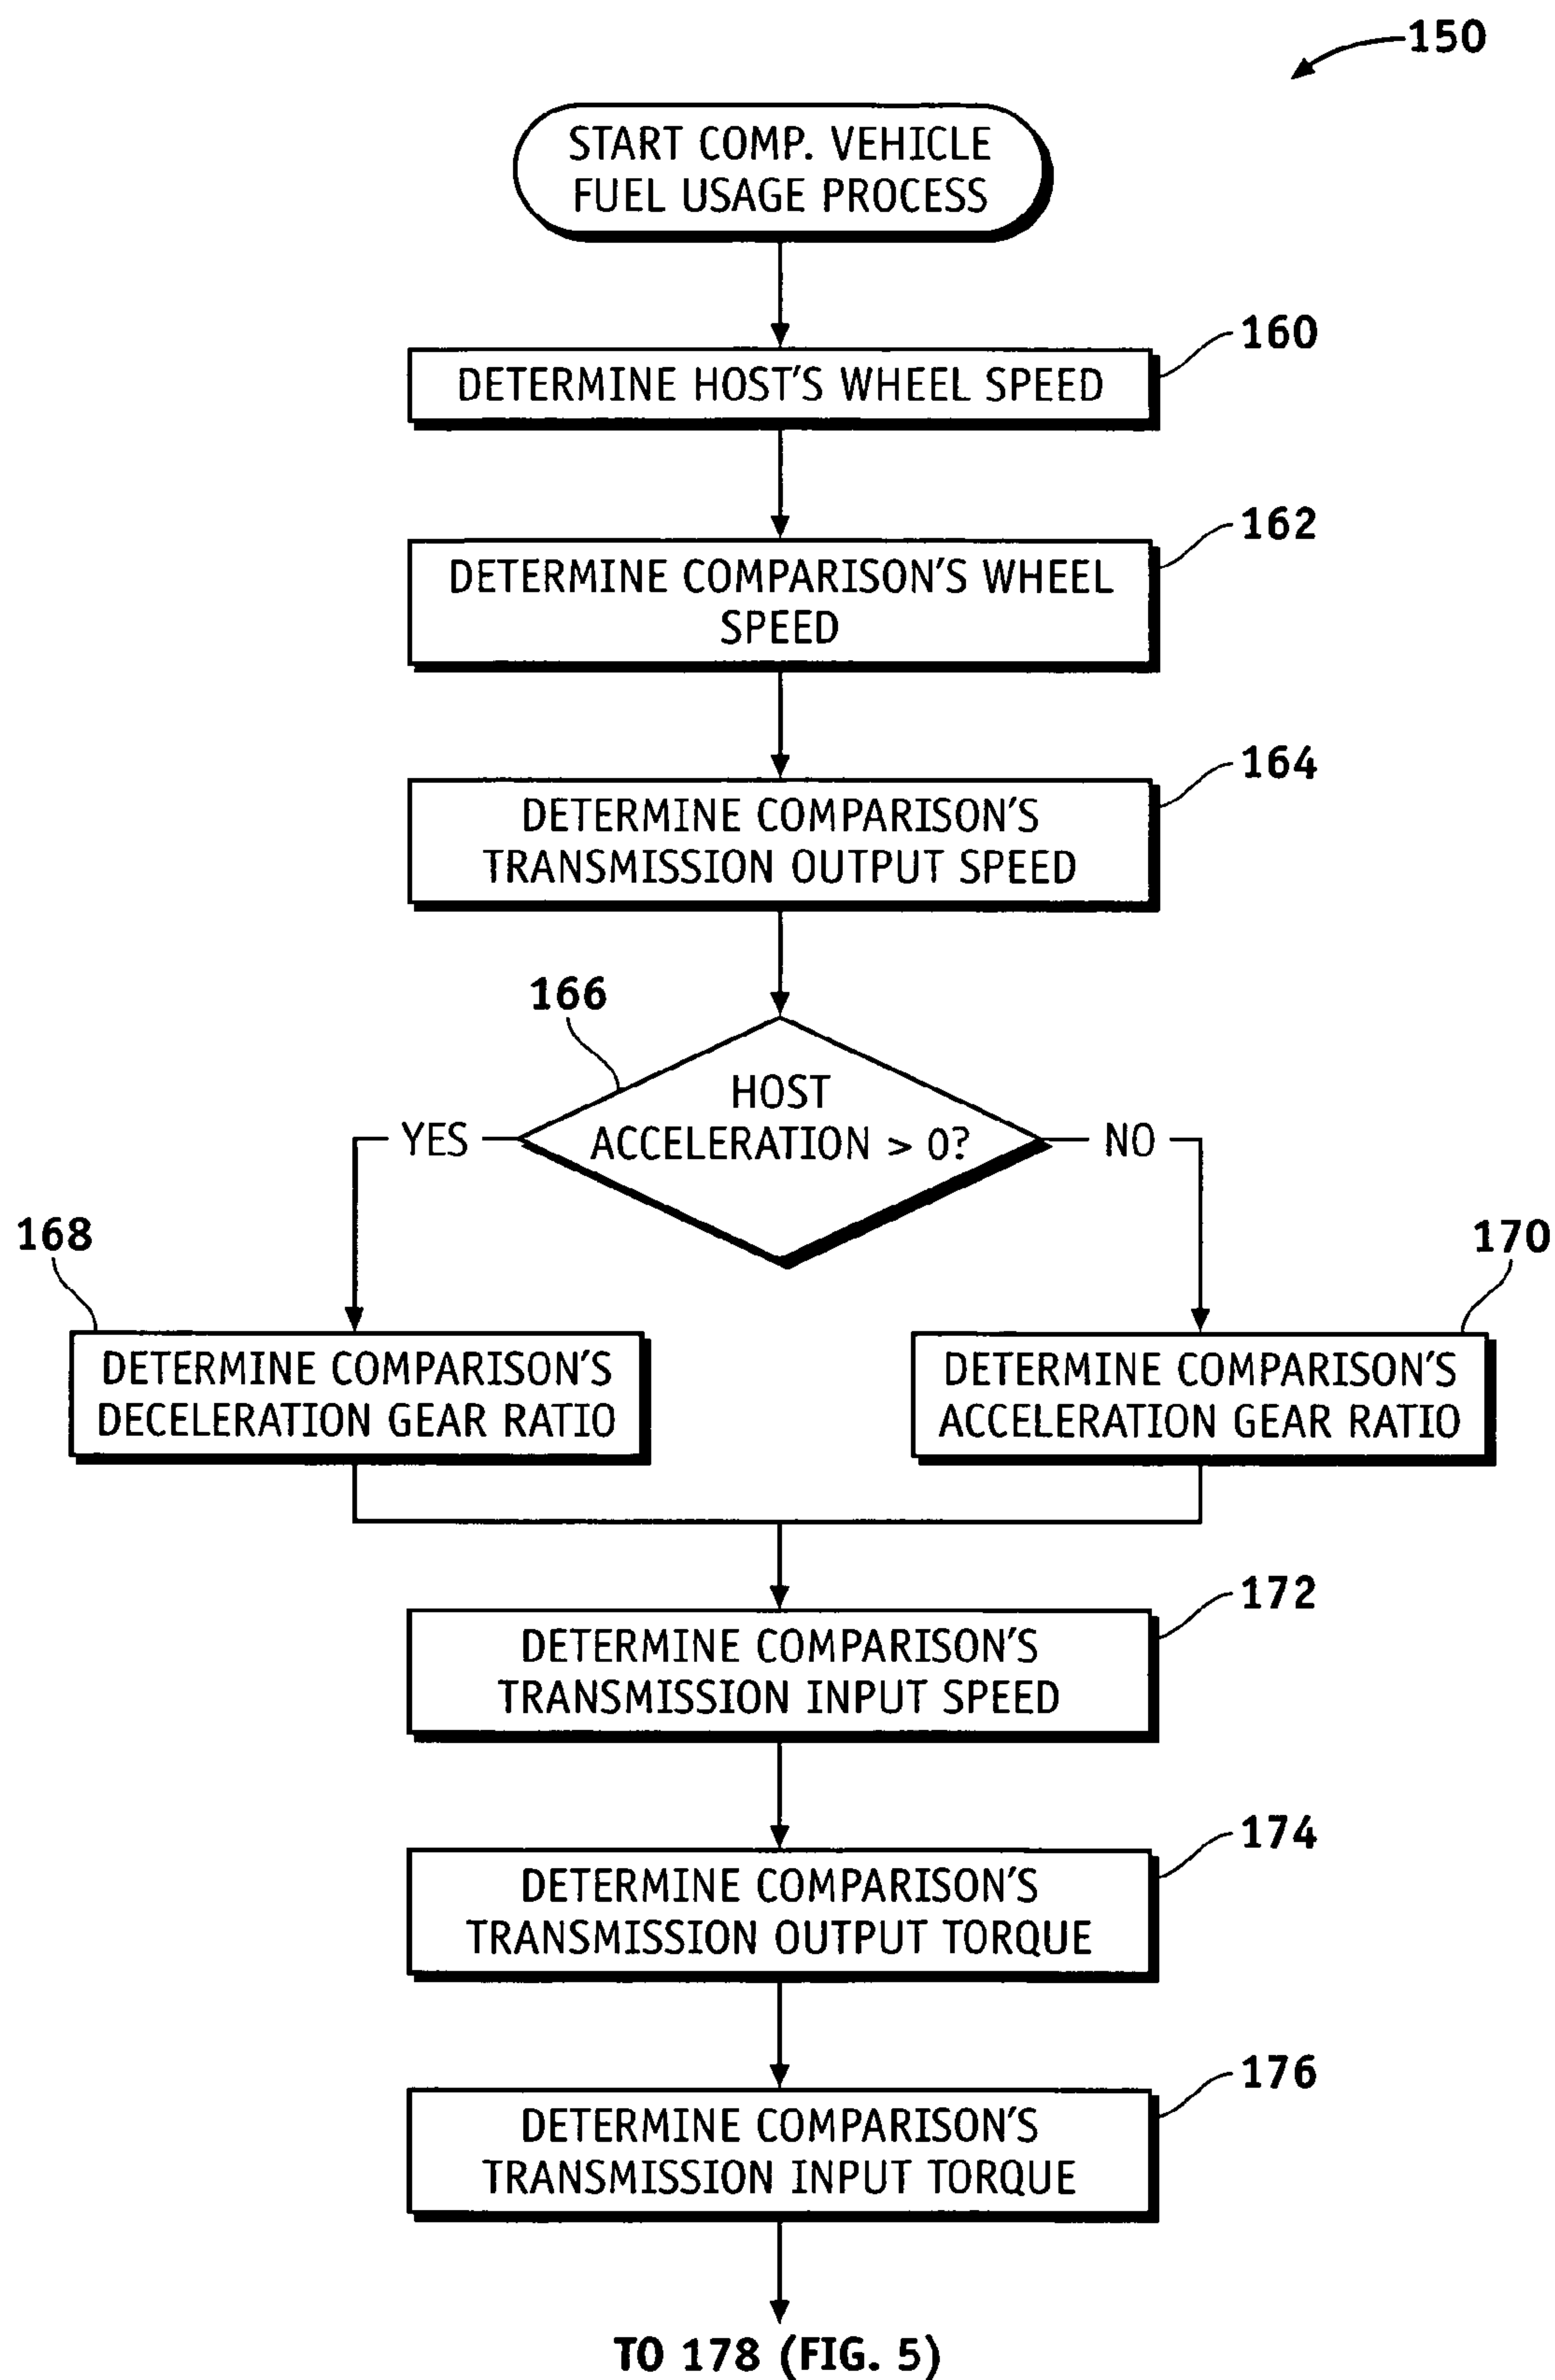 150
START COMP. VEHICLE
FUEL USAGE PROCESS
160
DETERMINE HOST'S WHEEL SPEED
162
DETERMINE COMPARISON'S WHEEL
SPEED
164
DETERMINE COMPARISON'S
TRANSMISSION OUTPUT SPEED
166
HOST
ACCELERATION > 0?
YES
NO
168
DETERMINE COMPARISON'S
DECELERATION GEAR RATIO
170
DETERMINE COMPARISON'S
ACCELERATION GEAR RATIO
172
DETERMINE COMPARISON'S
TRANSMISSION INPUT SPEED
174
DETERMINE COMPARISON'S
TRANSMISSION OUTPUT TORQUE
176
DETERMINE COMPARISON'S
TRANSMISSION INPUT TORQUE
TO 178 (FIG. 5)